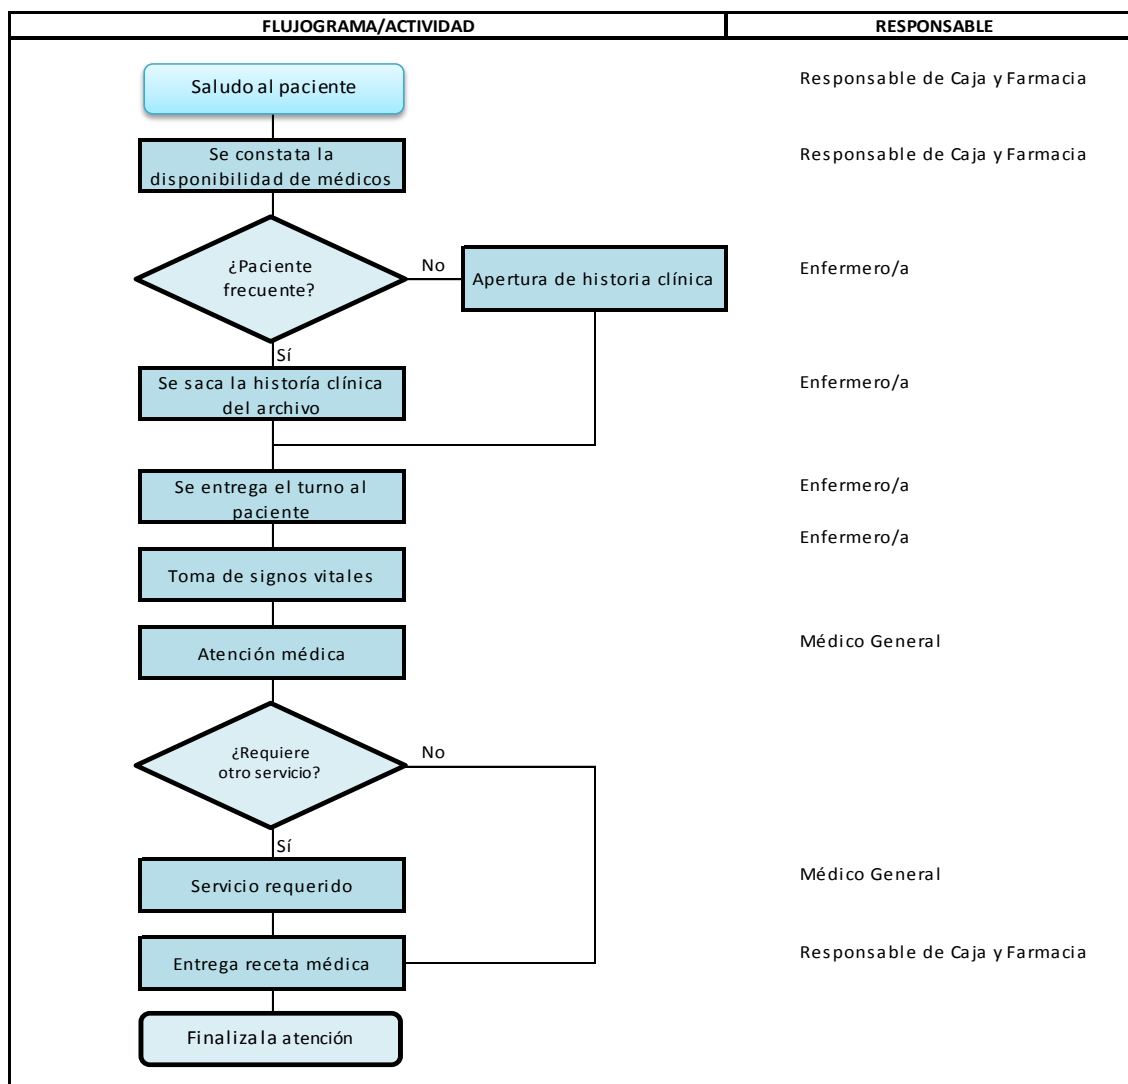 FLUJOGRAMA/ACTIVIDAD
RESPONSABLE
Saludo al paciente
Responsable de Caja y Farmacia
Se constata la
disponibilidad de médicos
Responsable de Caja y Farmacia
¿Paciente
frecuente?
No
Apertura de historia clínica
Enfermero/a
Sí
Se saca la historía clínica
del archivo
Enfermero/a
Se entrega el turno al
paciente
Enfermero/a
Enfermero/a
Toma de signos vitales
Atención médica
Médico General
¿Requiere
otro servicio?
No
Sí
Servicio requerido
Médico General
Entrega receta médica
Responsable de Caja y Farmacia
Finaliza la atención